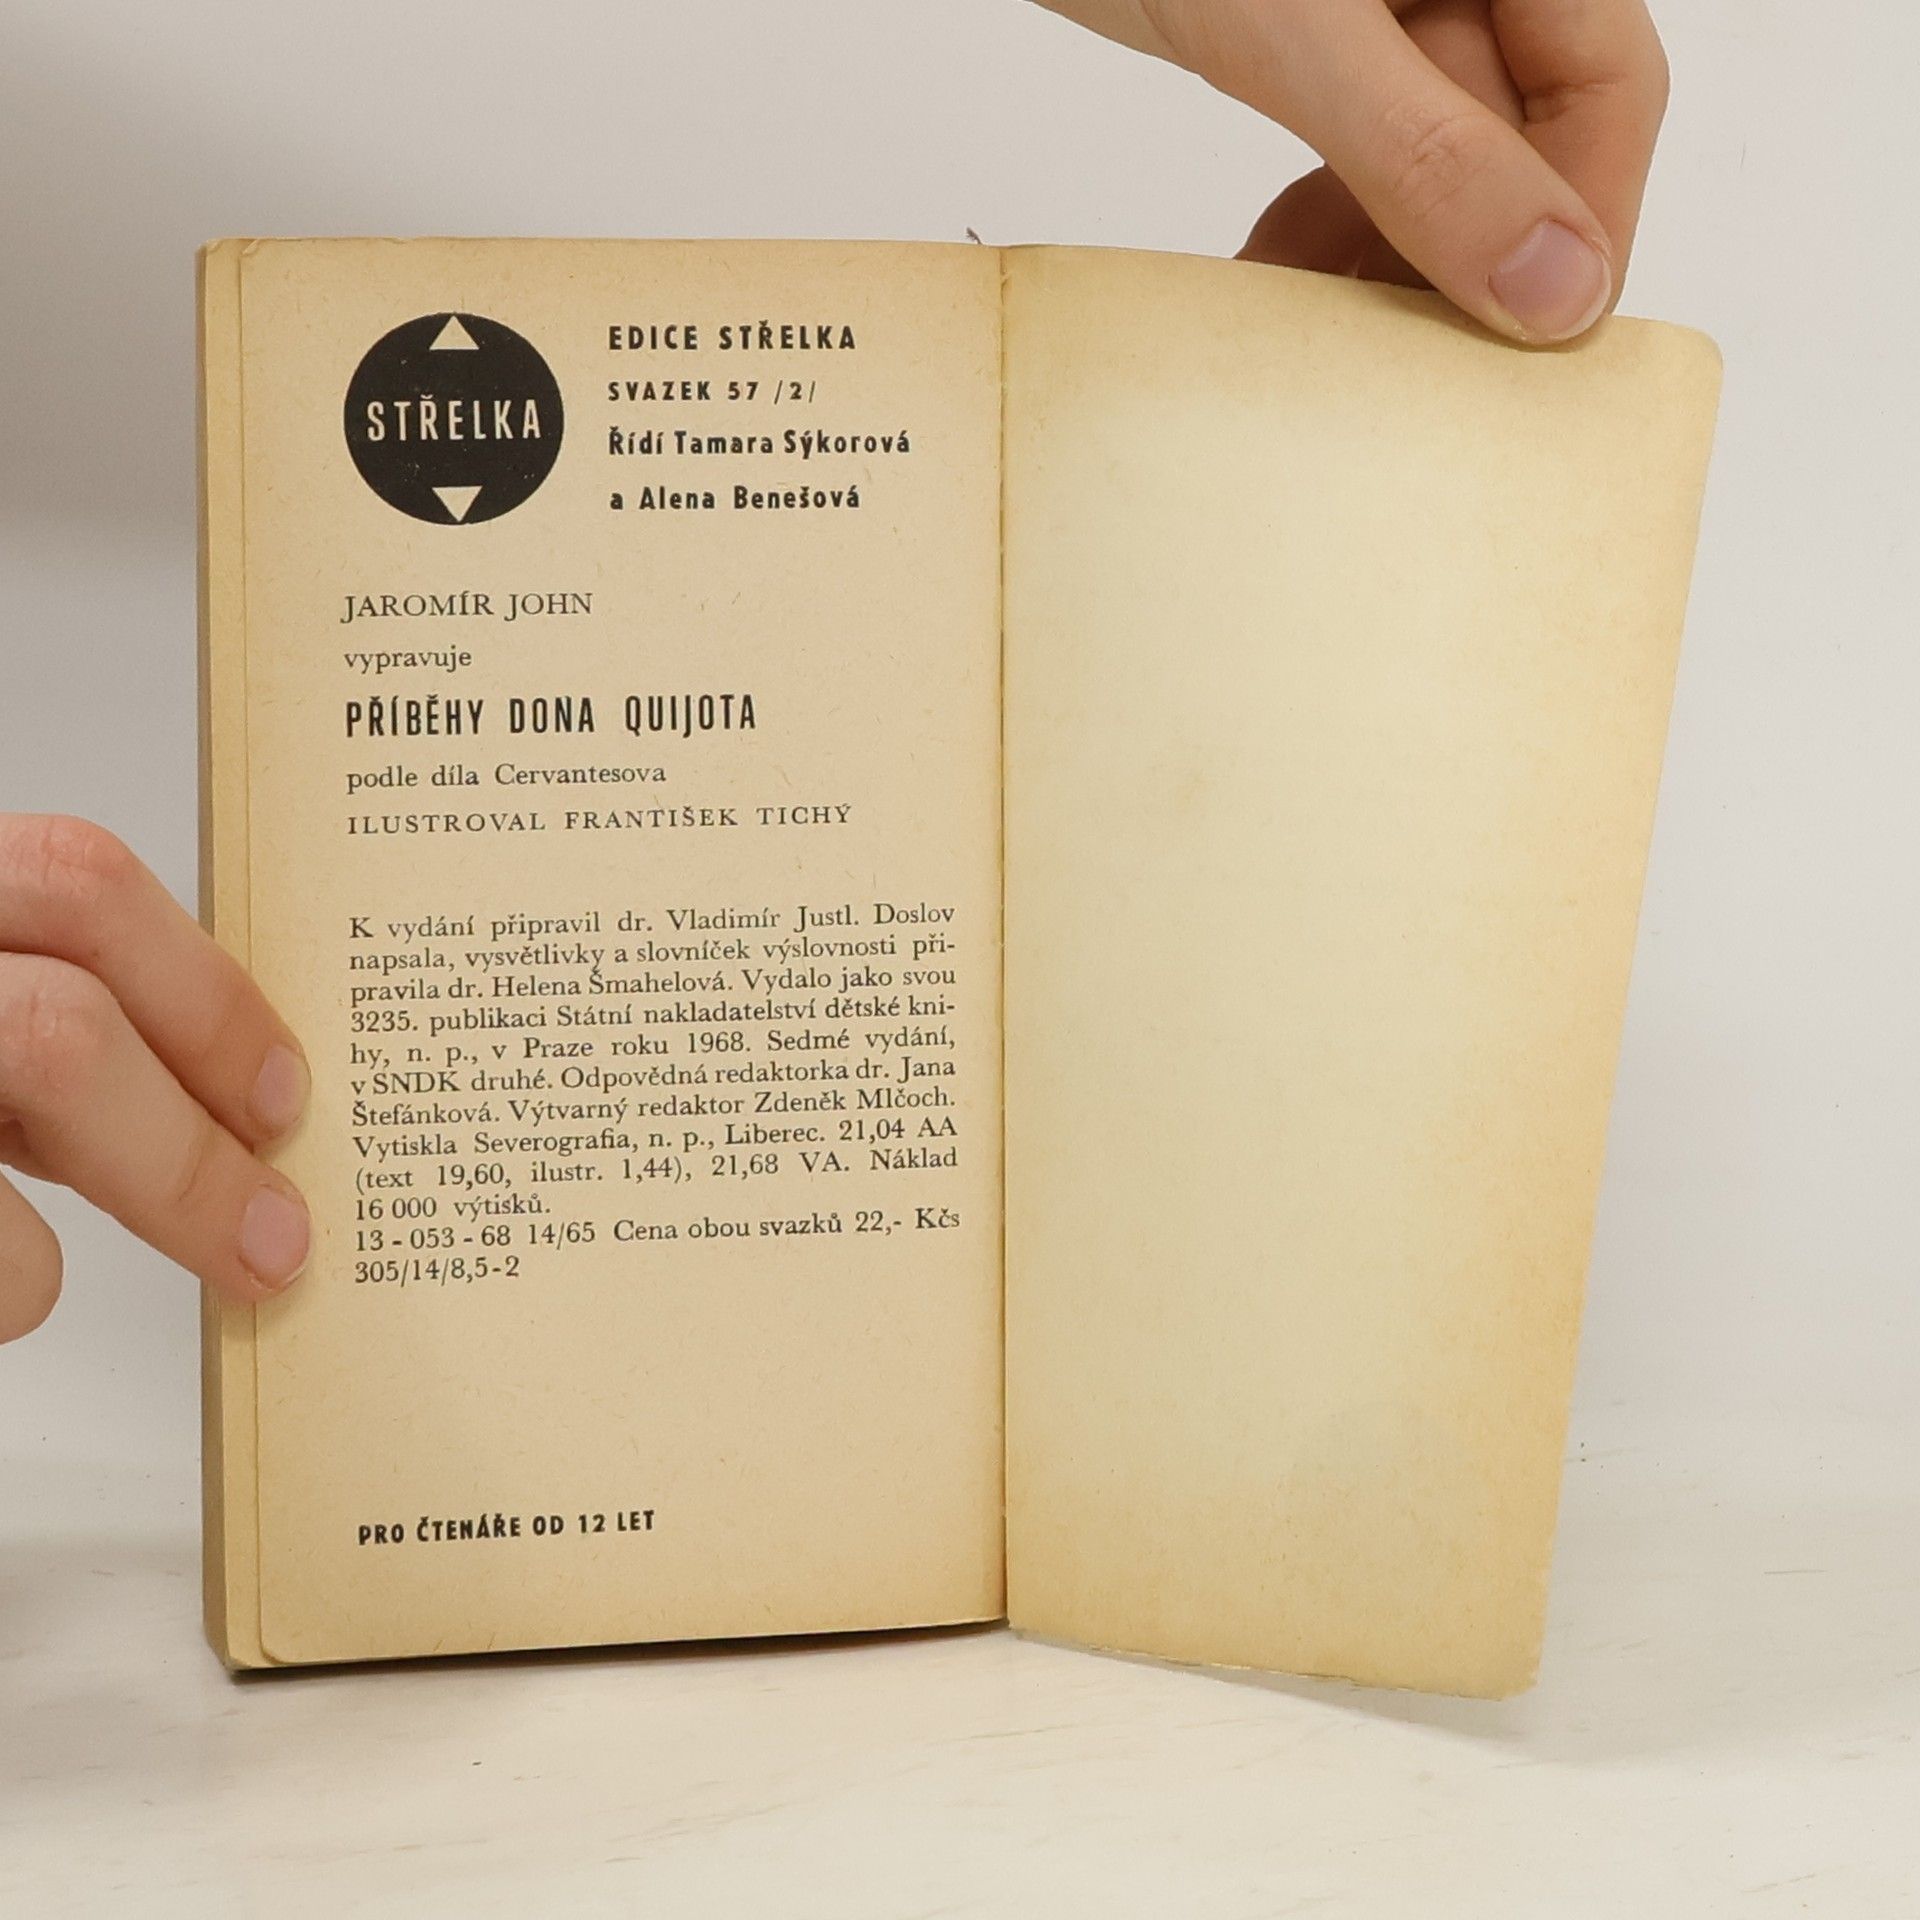 STŘELKA
EDICE STŘELKA
SVAZEK 57 /2/
Řídí Tamara Sýkorová
a Alena Benešová
JAROMÍR JOHN
vypravuje
PŘÍBĚHY DONA QUIJOTA
podle díla Cervantesova
ILUSTROVAL FRANTIŠEK TICHÝ
K vydání připravil dr. Vladimír Justl. Doslov
napsala, vysvětlivky a slovníček výslovnosti při-
pravila dr. Helena Šmahelová. Vydalo jako svou
3235. publikaci Státní nakladatelství dětské kni-
hy, n. p., v Praze roku 1968. Sedmé vydání,
v SNDK druhé. Odpovědná redaktorka dr. Jana
Štefánková. Výtvarný redaktor Zdeněk Mlčoch.
Vytiskla Severografia, n. p., Liberec. 21,04 AA
(text 19,60, ilustr. 1,44), 21,68 VA. Náklad
16 000 výtisků.
13 - 053 - 68 14/65 Cena obou svazků 22,- Kčs
305/14/8,5-2
PRO ČTENÁŘE OD 12 LET